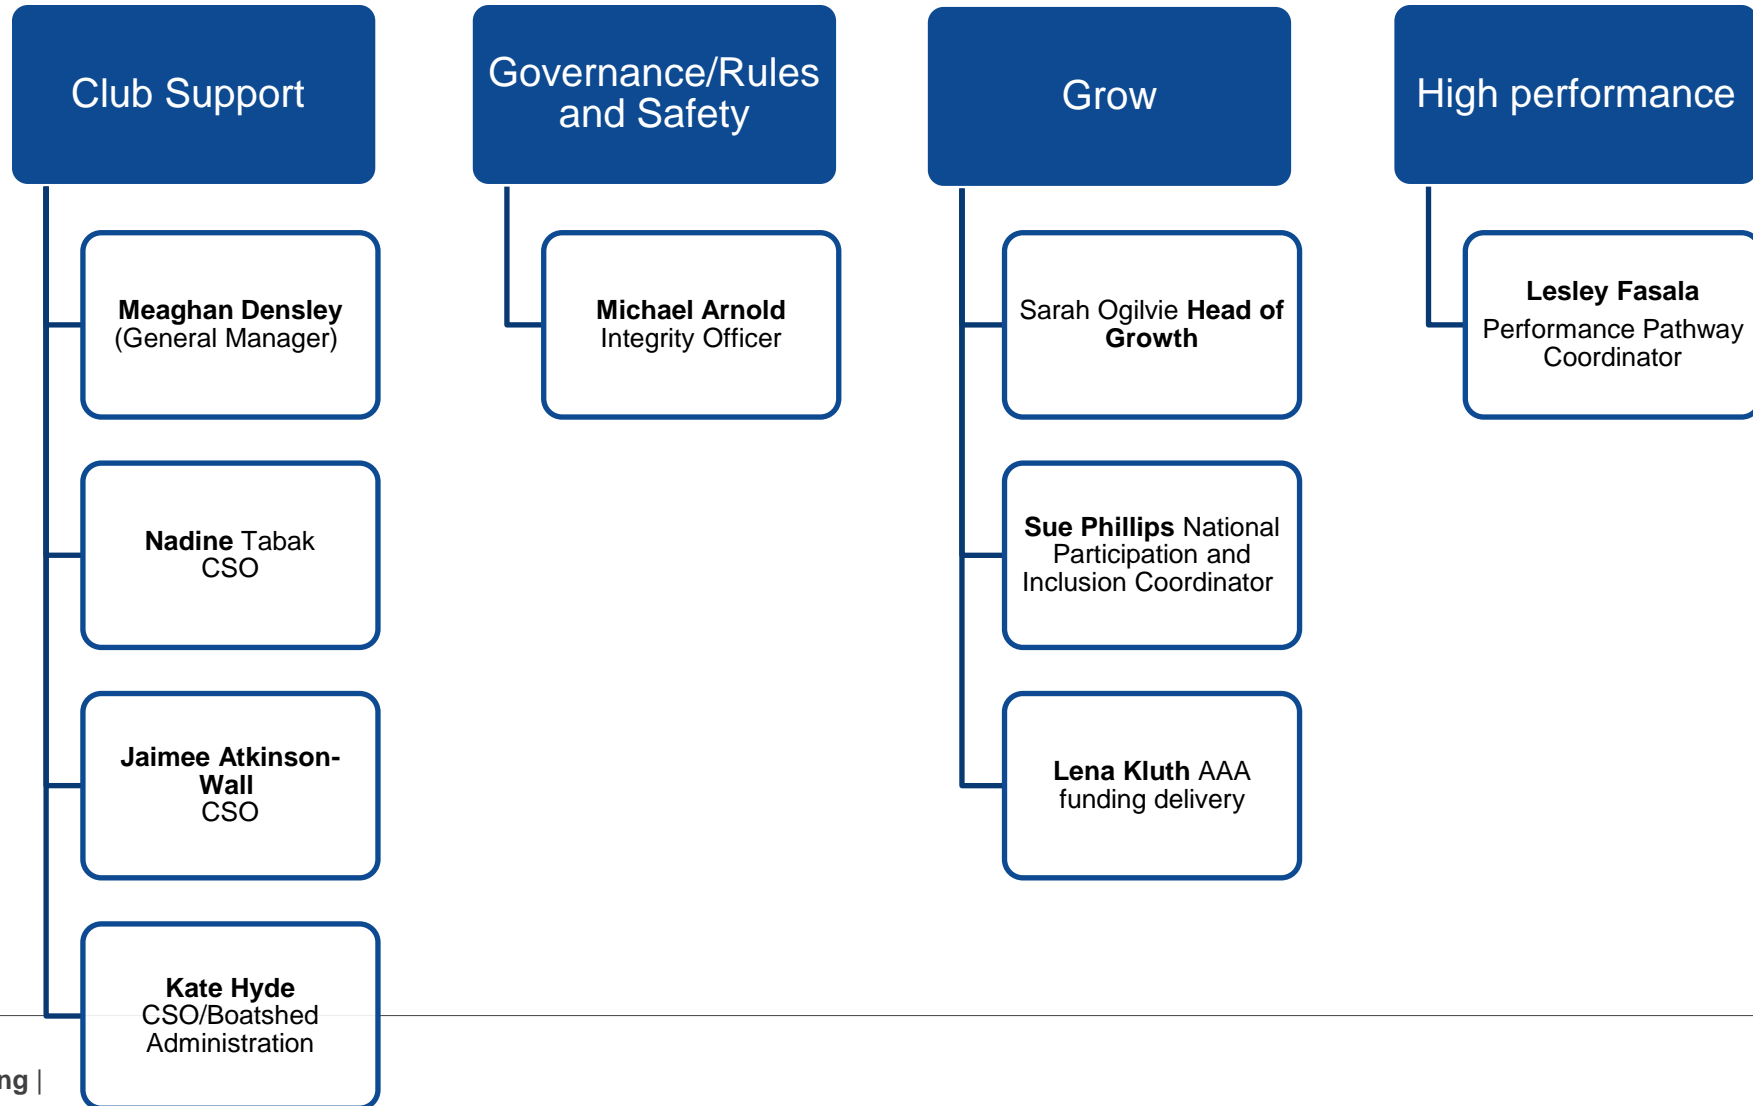 Club Support
Governance/Rules
and Safety
Grow
High performance
Meaghan Densley
(General Manager)
Nadine Tabak
CSO
Jaimee Atkinson-
Wall
CSO
Kate Hyde
CSO/Boatshed
Administration
Michael Arnold
Integrity Officer
Sarah Ogilvie Head of
Growth
Sue Phillips National
Participation and
Inclusion Coordinator
Lena Kluth AAA
funding delivery
Lesley Fasala
Performance Pathway
Coordinator
ng |